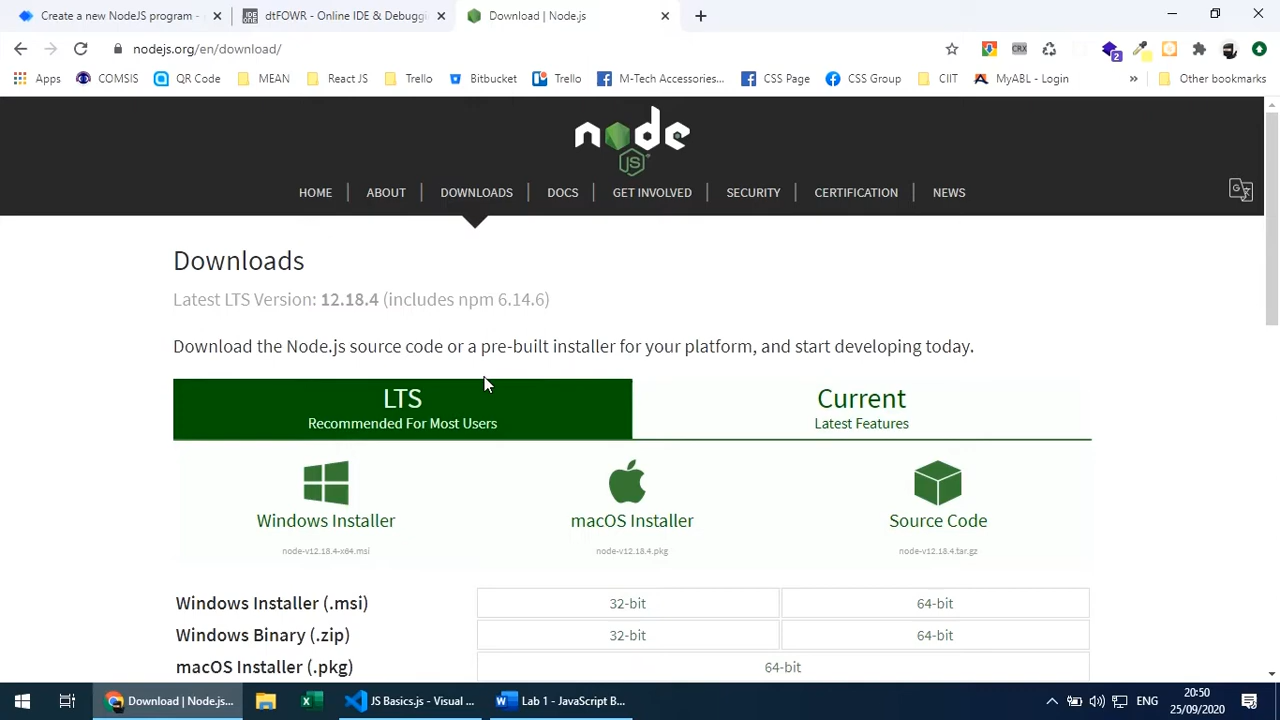 Create a new NodeJS program -
dtFOWR - Online IDE & Debuggi
Download | Node.js
nodejs.org/en/download/
CRX
2
Apps
COMSIS
QR Code
MEAN
React JS
Trello
Bitbucket
Trello
M-Tech Accessories...
CSS Page
CSS Group
CIIT
MyABL - Login
»
Other bookmarks
node
JS
HOME
ABOUT
DOWNLOADS
DOCS
GET INVOLVED
SECURITY
CERTIFICATION
NEWS
Downloads
Latest LTS Version: 12.18.4 (includes npm 6.14.6)
Download the Node.js source code or a pre-built installer for your platform, and start developing today.
LTS
Recommended For Most Users
Current
Latest Features
Windows Installer
node-v12.18.4-x64.msi
macOS Installer
node-v12.18.4.pkg
Source Code
node-v12.18.4.tar.gz
Windows Installer (.msi) 32-bit 64-bit
Windows Binary (.zip) 32-bit 64-bit
macOS Installer (.pkg) 64-bit
Download | Node.js...
JS Basics.js - Visual ...
Lab 1 - JavaScript B...
ENG
20:50
25/09/2020